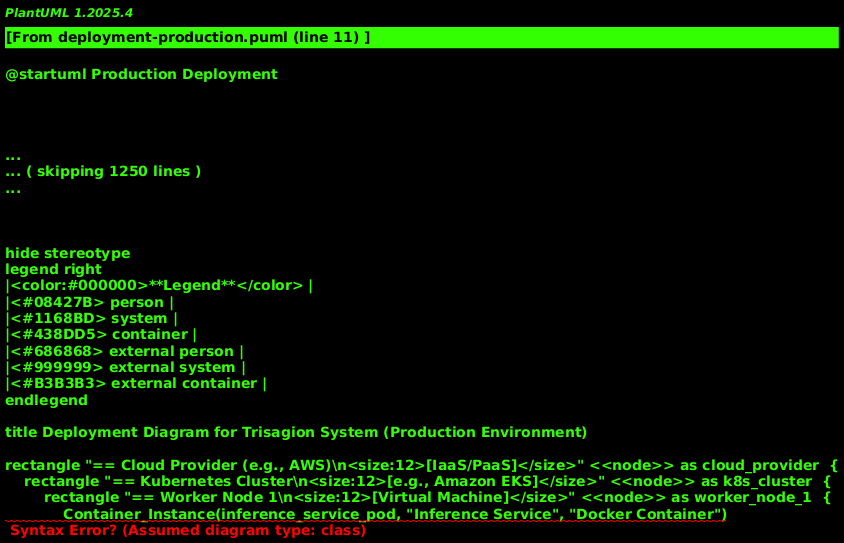 PlantUML 1.2025.4
[From deployment-production.puml (line 11) ]
@startuml Production Deployment
...
... ( skipping 1250 lines )
...
hide stereotype
legend right
|<color:#000000>**Legend**</color> |
|<#08427B> person |
|<#1168BD> system |
|<#438DD5> container |
|<#686868> external person |
|<#999999> external system |
|<#B3B3B3> external container |
endlegend
title Deployment Diagram for Trisagion System (Production Environment)
rectangle "== Cloud Provider (e.g., AWS)\n<size:12>[IaaS/PaaS]</size>" <<node>> as cloud_provider  {
rectangle "== Kubernetes Cluster\n<size:12>[e.g., Amazon EKS]</size>" <<node>> as k8s_cluster  {
rectangle "== Worker Node 1\n<size:12>[Virtual Machine]</size>" <<node>> as worker_node_1  {
Container_Instance(inference_service_pod, "Inference Service", "Docker Container")
Syntax Error? (Assumed diagram type: class)